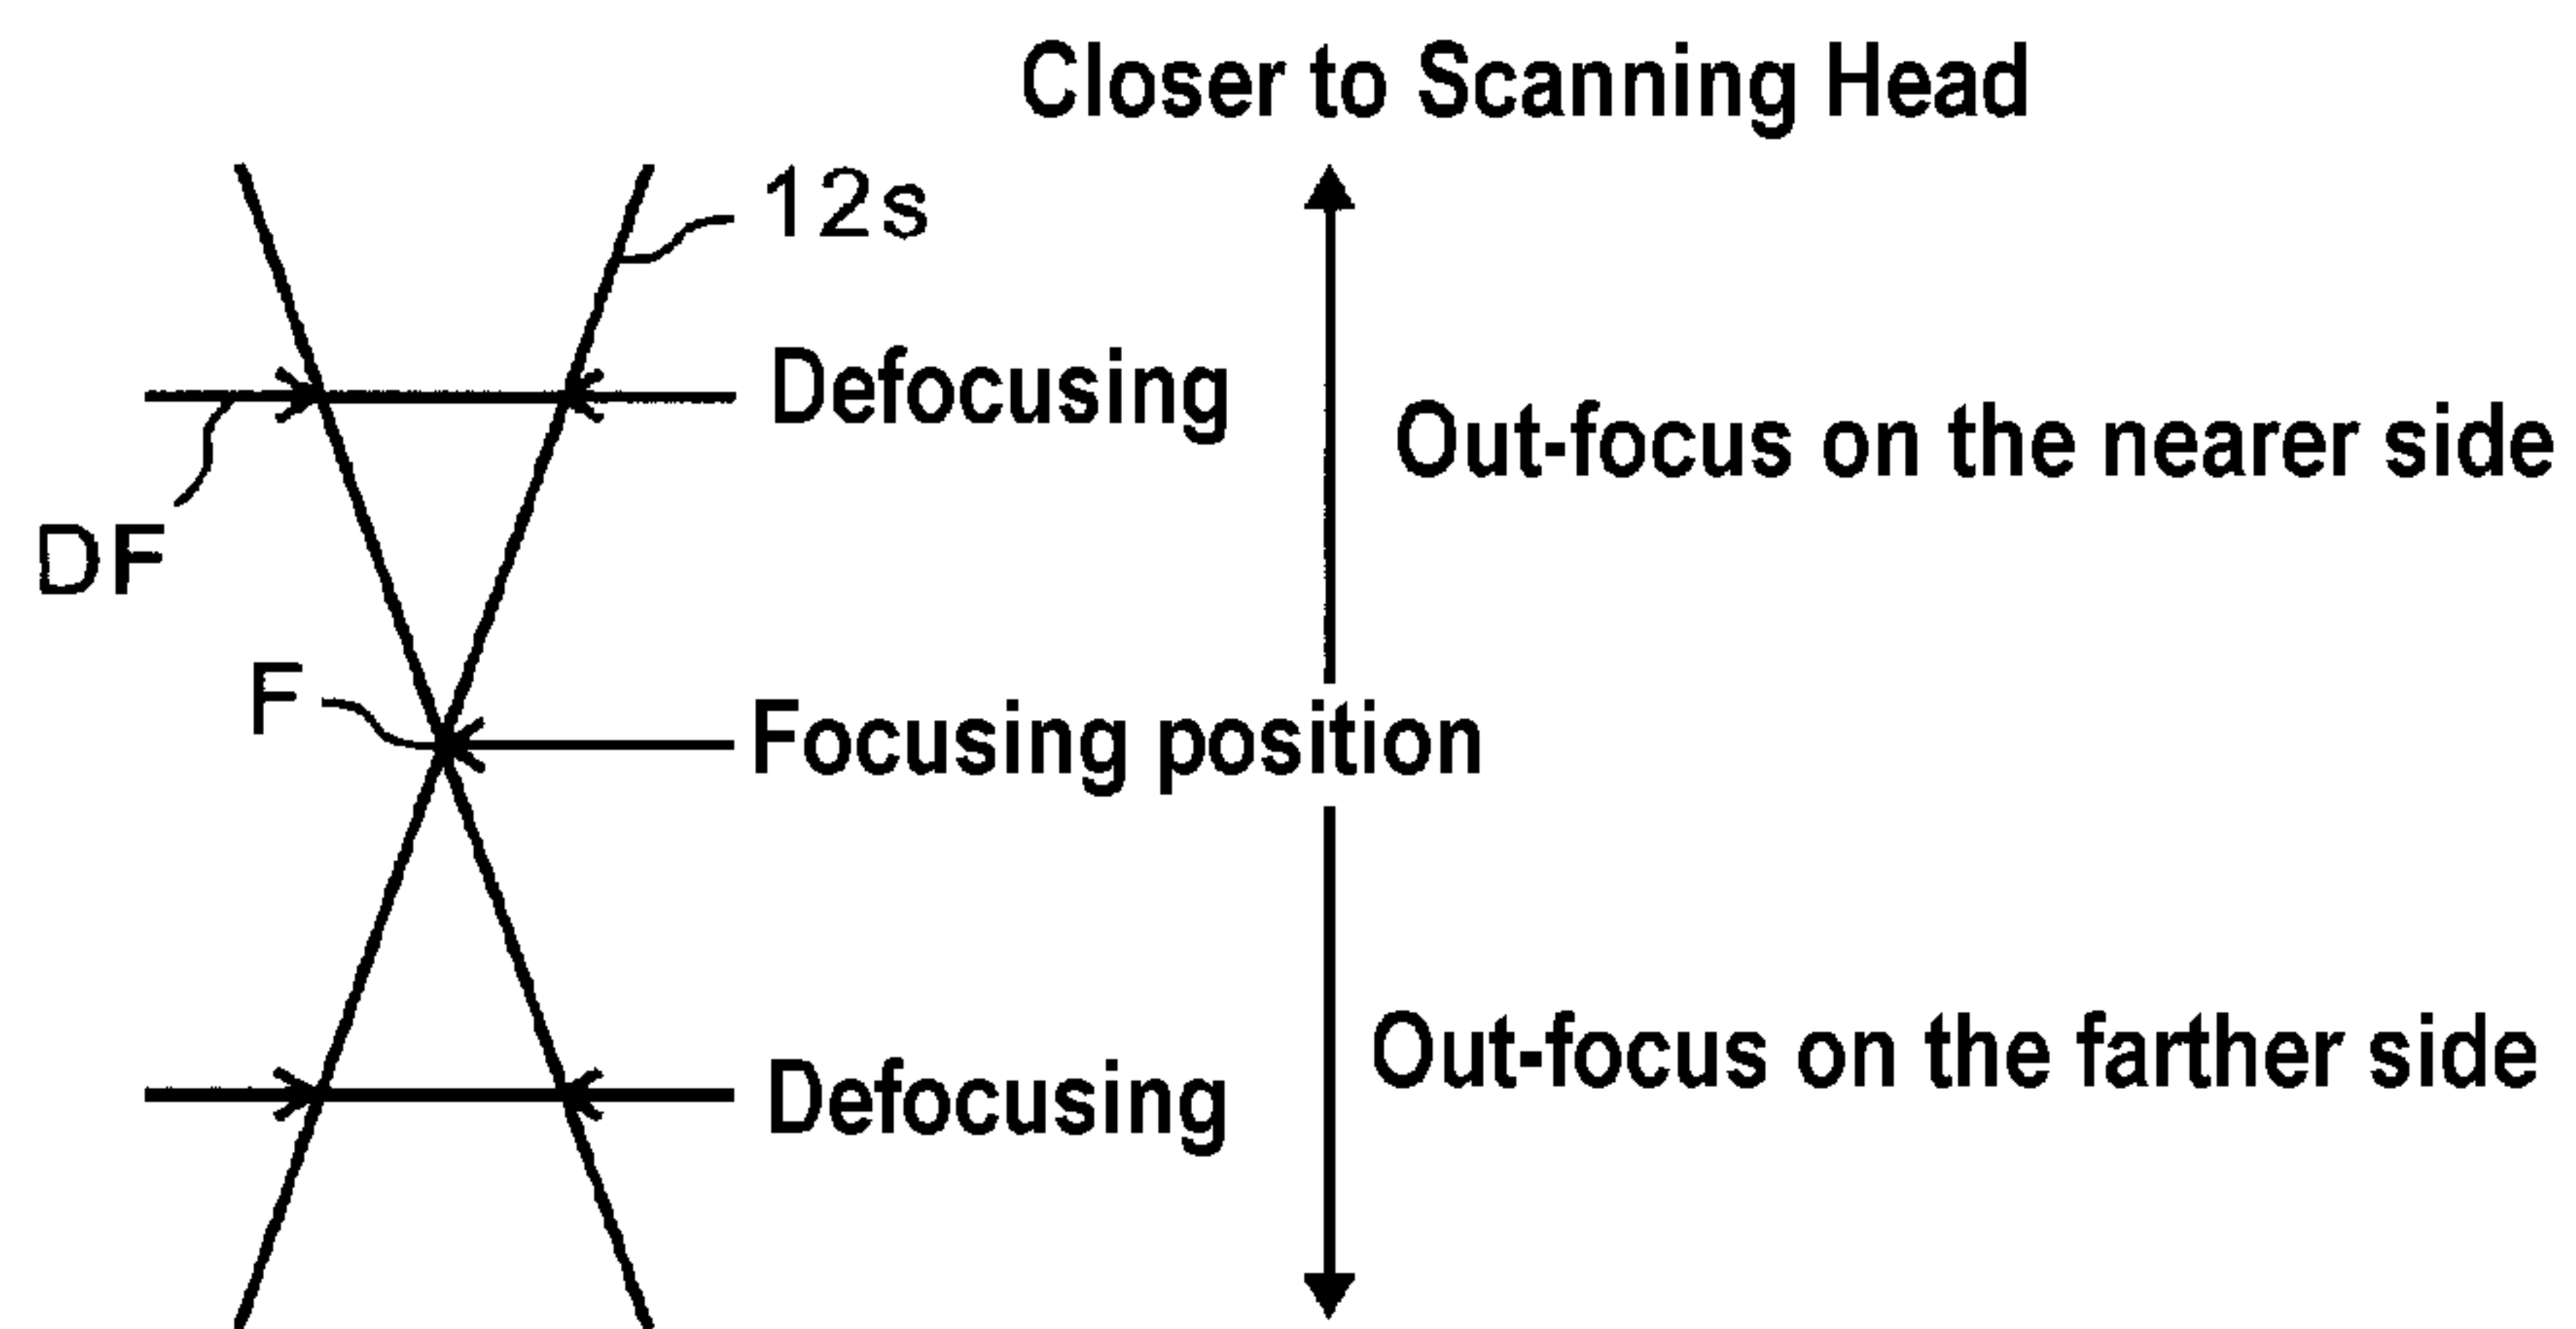 Closer to Scanning Head
12s
Defocusing
Out-focus on the nearer side
DF
F
Focusing position
Out-focus on the farther side
Defocusing